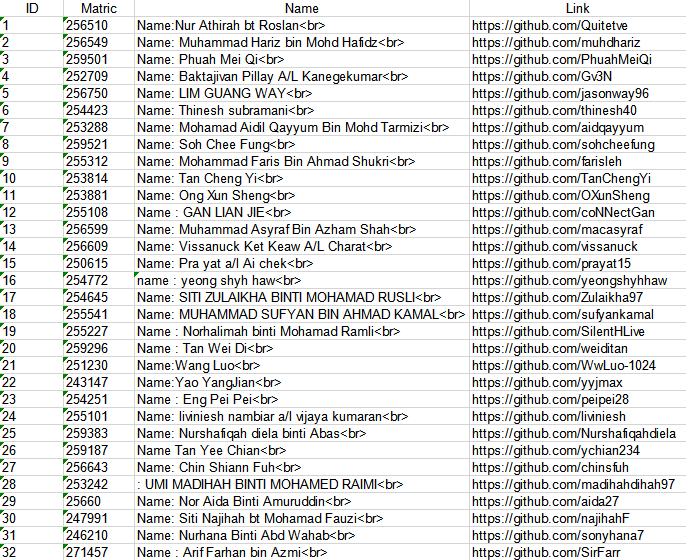 ID Matric Name Link
1 256510 Name:Nur Athirah bt Roslan<br> https://github.com/Quitetve
2 256549 Name: Muhammad Hariz bin Mohd Hafidz<br> https://github.com/muhdhariz
3 259501 Name: Phuah Mei Qi<br> https://github.com/PhuahMeiQi
4 252709 Name: Baktajivan Pillay A/L Kanegekumar<br> https://github.com/Gv3N
5 256750 Name: LIM GUANG WAY<br> https://github.com/jasonway96
6 254423 Name: Thinesh subramani<br> https://github.com/thinesh40
7 253288 Name: Mohamad Aidil Qayyum Bin Mohd Tarmizi<br> https://github.com/aidqayyum
8 259521 Name: Soh Chee Fung<br> https://github.com/sohcheefung
9 255312 Name: Mohammad Faris Bin Ahmad Shukri<br> https://github.com/farisleh
10 253814 Name: Tan Cheng Yi<br> https://github.com/TanChengYi
11 253881 Name: Ong Xun Sheng<br> https://github.com/OXunSheng
12 255108 Name : GAN LIAN JIE<br> https://github.com/coNNectGan
13 256599 Name: Muhammad Asyraf Bin Azham Shah<br> https://github.com/macasyraf
14 256609 Name: Vissanuck Ket Keaw A/L Charat<br> https://github.com/vissanuck
15 250615 Name: Pra yat a/l Ai chek<br> https://github.com/prayat15
16 254772 name : yeong shyh haw<br> https://github.com/yeongshyhhaw
17 254645 Name: SITI ZULAIKHA BINTI MOHAMAD RUSLI<br> https://github.com/Zulaikha97
18 255541 Name: MUHAMMAD SUFYAN BIN AHMAD KAMAL<br> https://github.com/sufyankamal
19 255227 Name : Norhalimah binti Mohamad Ramli<br> https://github.com/SilentHLive
20 259296 Name : Tan Wei Di<br> https://github.com/weiditan
21 251230 Name:Wang Luo<br> https://github.com/WwLuo-1024
22 243147 Name:Yao YangJian<br> https://github.com/yyjmax
23 254251 Name : Eng Pei Pei<br> https://github.com/peipei28
24 255101 Name: liviniesh nambiar a/l vijaya kumaran<br> https://github.com/liviniesh
25 259383 Name: Nurshafiqah diela binti Abas<br> https://github.com/Nurshafiqahdiela
26 259187 Name Tan Yee Chian<br> https://github.com/ychian234
27 256643 Name: Chin Shiann Fuh<br> https://github.com/chinsfuh
28 253242 : UMI MADIHAH BINTI MOHAMED RAIMI<br> https://github.com/madihahdihah97
29 25660 Name: Nor Aida Binti Amuruddin<br> https://github.com/aida27
30 247991 Name: Siti Najihah bt Mohamad Fauzi<br> https://github.com/najihahF
31 246210 Name: Nurhana Binti Abd Wahab<br> https://github.com/sonyhana7
32 271457 Name : Arif Farhan bin Azmi<br> https://github.com/SirFarr